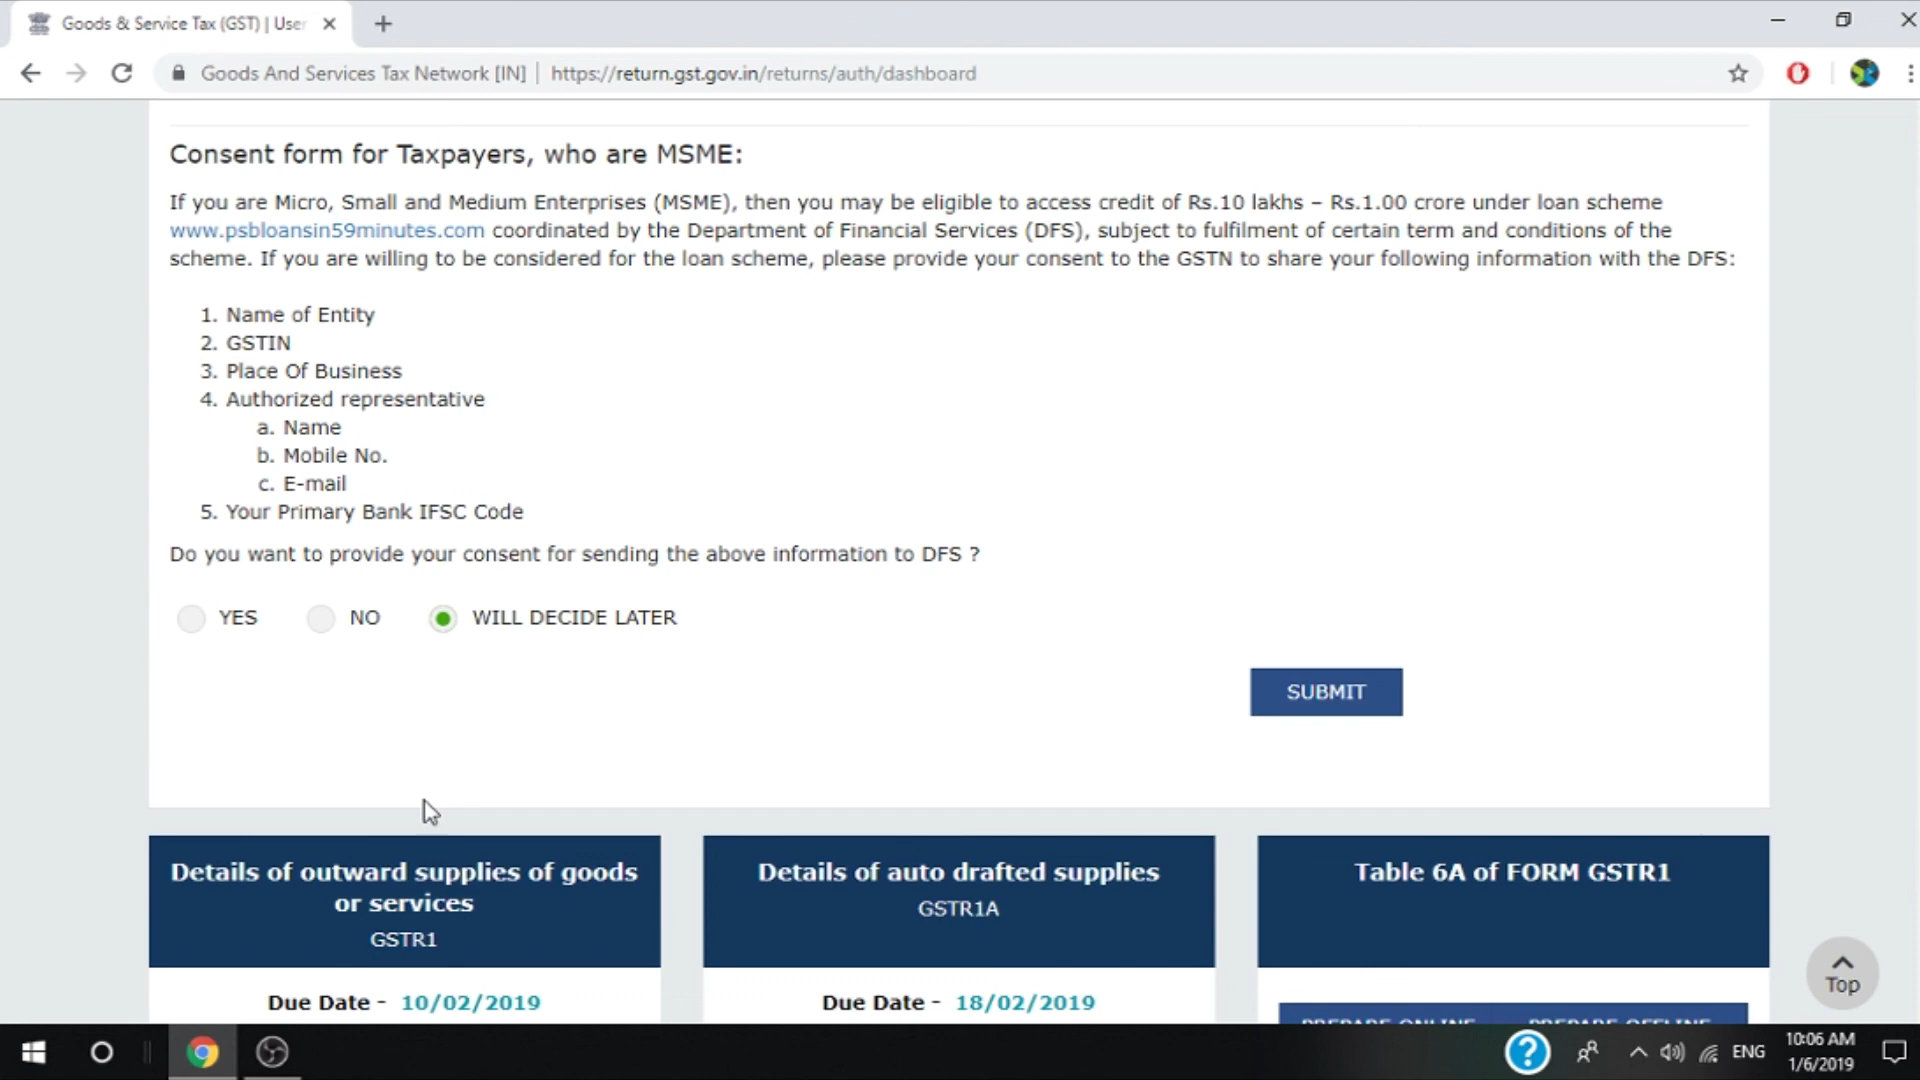 Goods & Service Tax (GST) | User
Goods And Services Tax Network [IN] | https://return.gst.gov.in/returns/auth/dashboard
Consent form for Taxpayers, who are MSME:
If you are Micro, Small and Medium Enterprises (MSME), then you may be eligible to access credit of Rs.10 lakhs – Rs.1.00 crore under loan scheme
www.psbloansin59minutes.com coordinated by the Department of Financial Services (DFS), subject to fulfilment of certain term and conditions of the
scheme. If you are willing to be considered for the loan scheme, please provide your consent to the GSTN to share your following information with the DFS:
1. Name of Entity
2. GSTIN
3. Place Of Business
4. Authorized representative
a. Name
b. Mobile No.
c. E-mail
5. Your Primary Bank IFSC Code
Do you want to provide your consent for sending the above information to DFS ?
YES NO WILL DECIDE LATER
SUBMIT
Details of outward supplies of goods
or services
GSTR1
Due Date - 10/02/2019
Details of auto drafted supplies
GSTR1A
Due Date - 18/02/2019
Table 6A of FORM GSTR1
PREPARE ONLINE PREPARE OFFLINE
Top
ENG
10:06 AM
1/6/2019